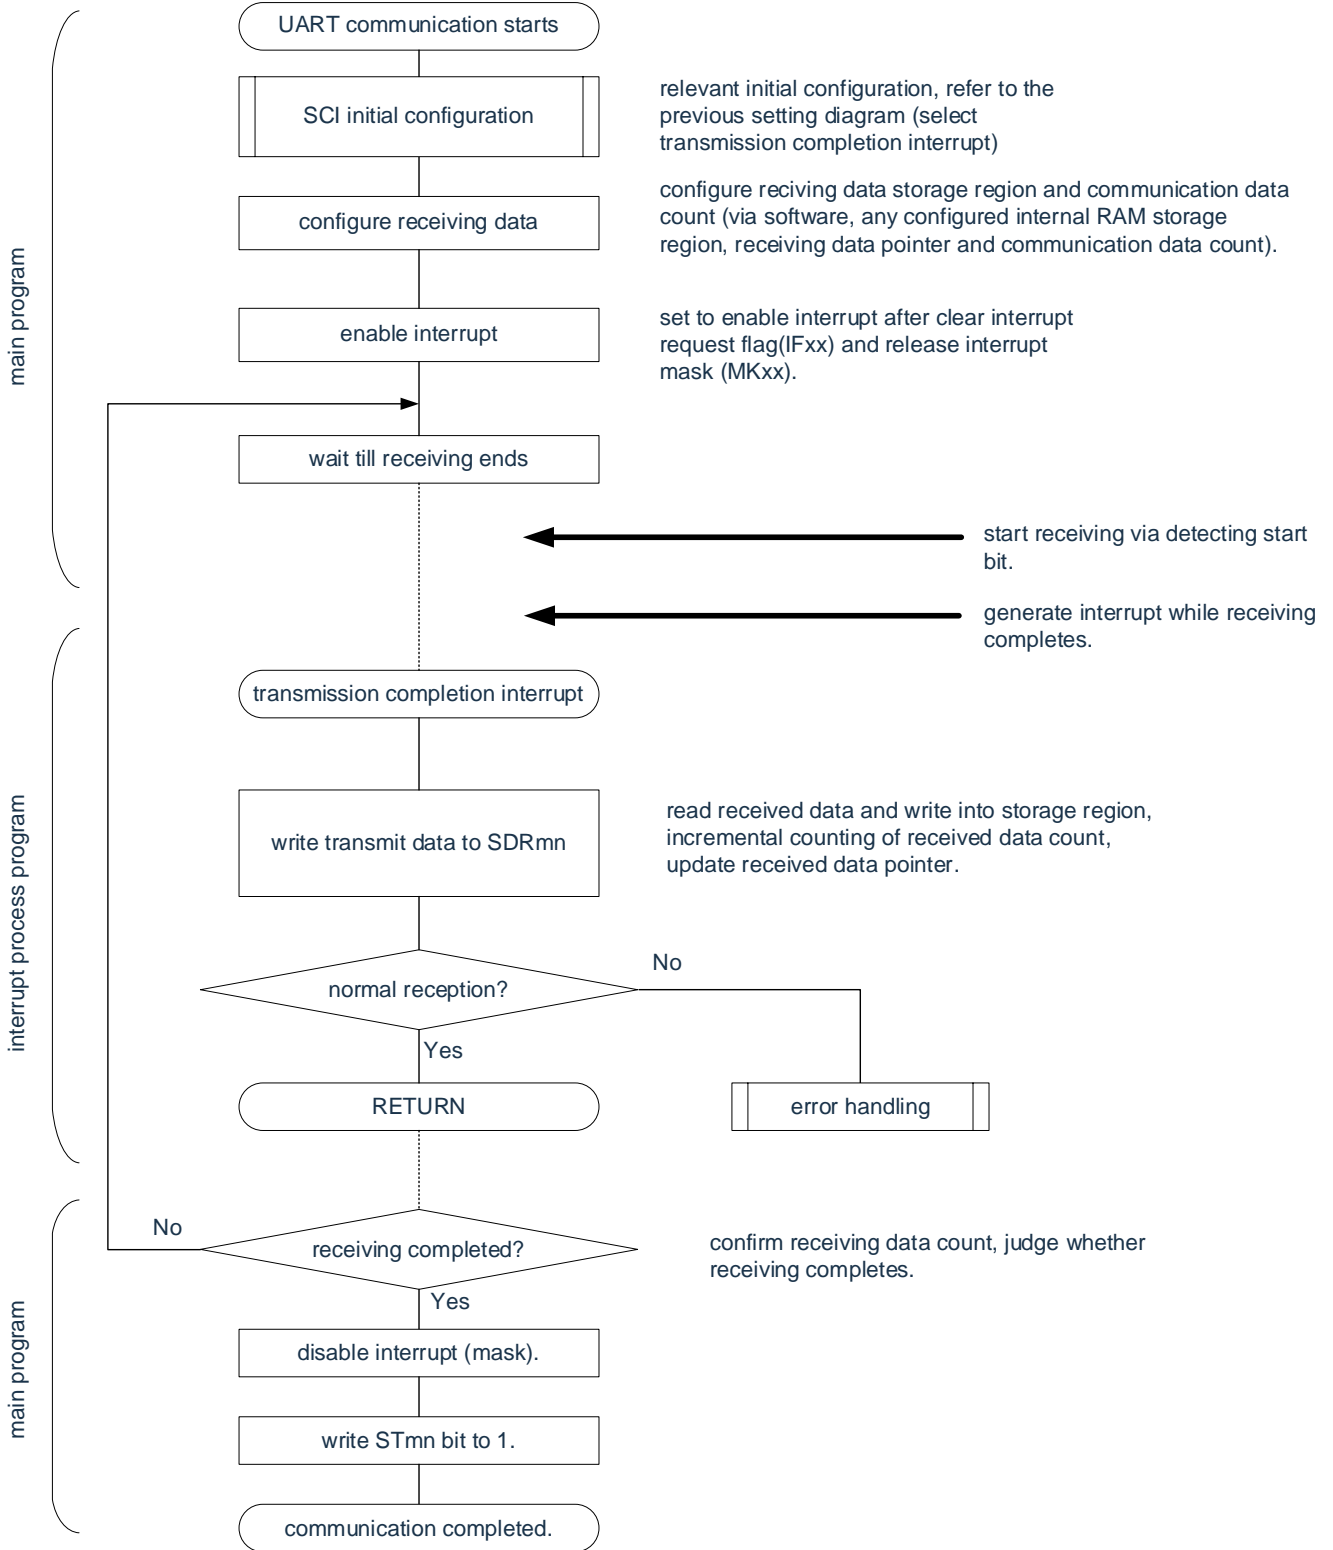 UART communication starts
SCI initial configuration
relevant initial configuration, refer to the
previous setting diagram (select
transmission completion interrupt)
configure receiving data
configure reciving data storage region and communication data
count (via software, any configured internal RAM storage
region, receiving data pointer and communication data count).
main program
enable interrupt
set to enable interrupt after clear interrupt
request flag(IFxx) and release interrupt
mask (MKxx).
wait till receiving ends
start receiving via detecting start
bit.
generate interrupt while receiving
completes.
transmission completion interrupt
write transmit data to SDRmn
read received data and write into storage region,
incremental counting of received data count,
update received data pointer.
interrupt process program
normal reception?
No
Yes
RETURN
error handling
No
receiving completed?
confirm receiving data count, judge whether
receiving completes.
Yes
main program
disable interrupt (mask).
write STmn bit to 1.
communication completed.